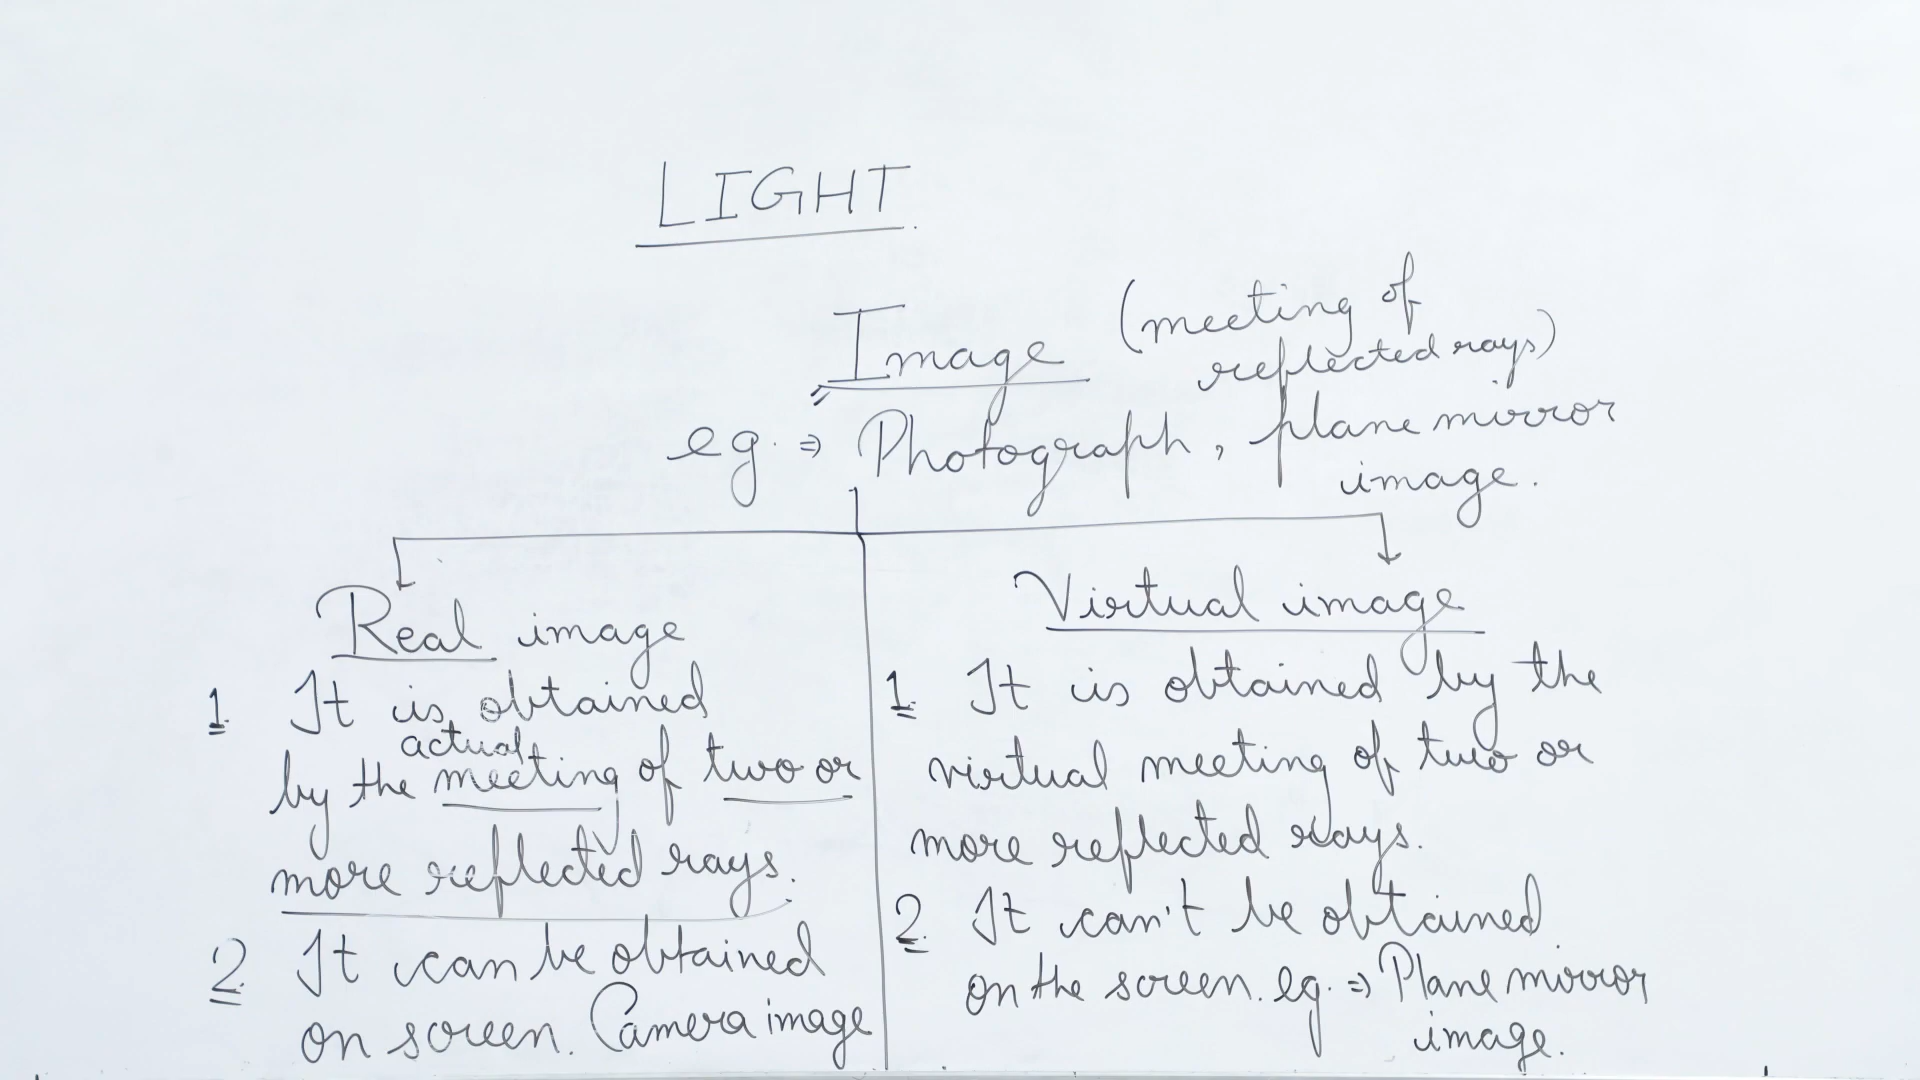 LIGHT
Image (meeting of
reflected rays)
eg. ⇒ Photograph, plane mirror
image.
Real image
1. It is obtained
actual
by the meeting of two or
more reflected rays.
2. It can be obtained
on screen. Camera image
Virtual image
1. It is obtained by the
virtual meeting of two or
more reflected rays.
2. It can't be obtained
on the screen. eg. ⇒ Plane mirror
image.